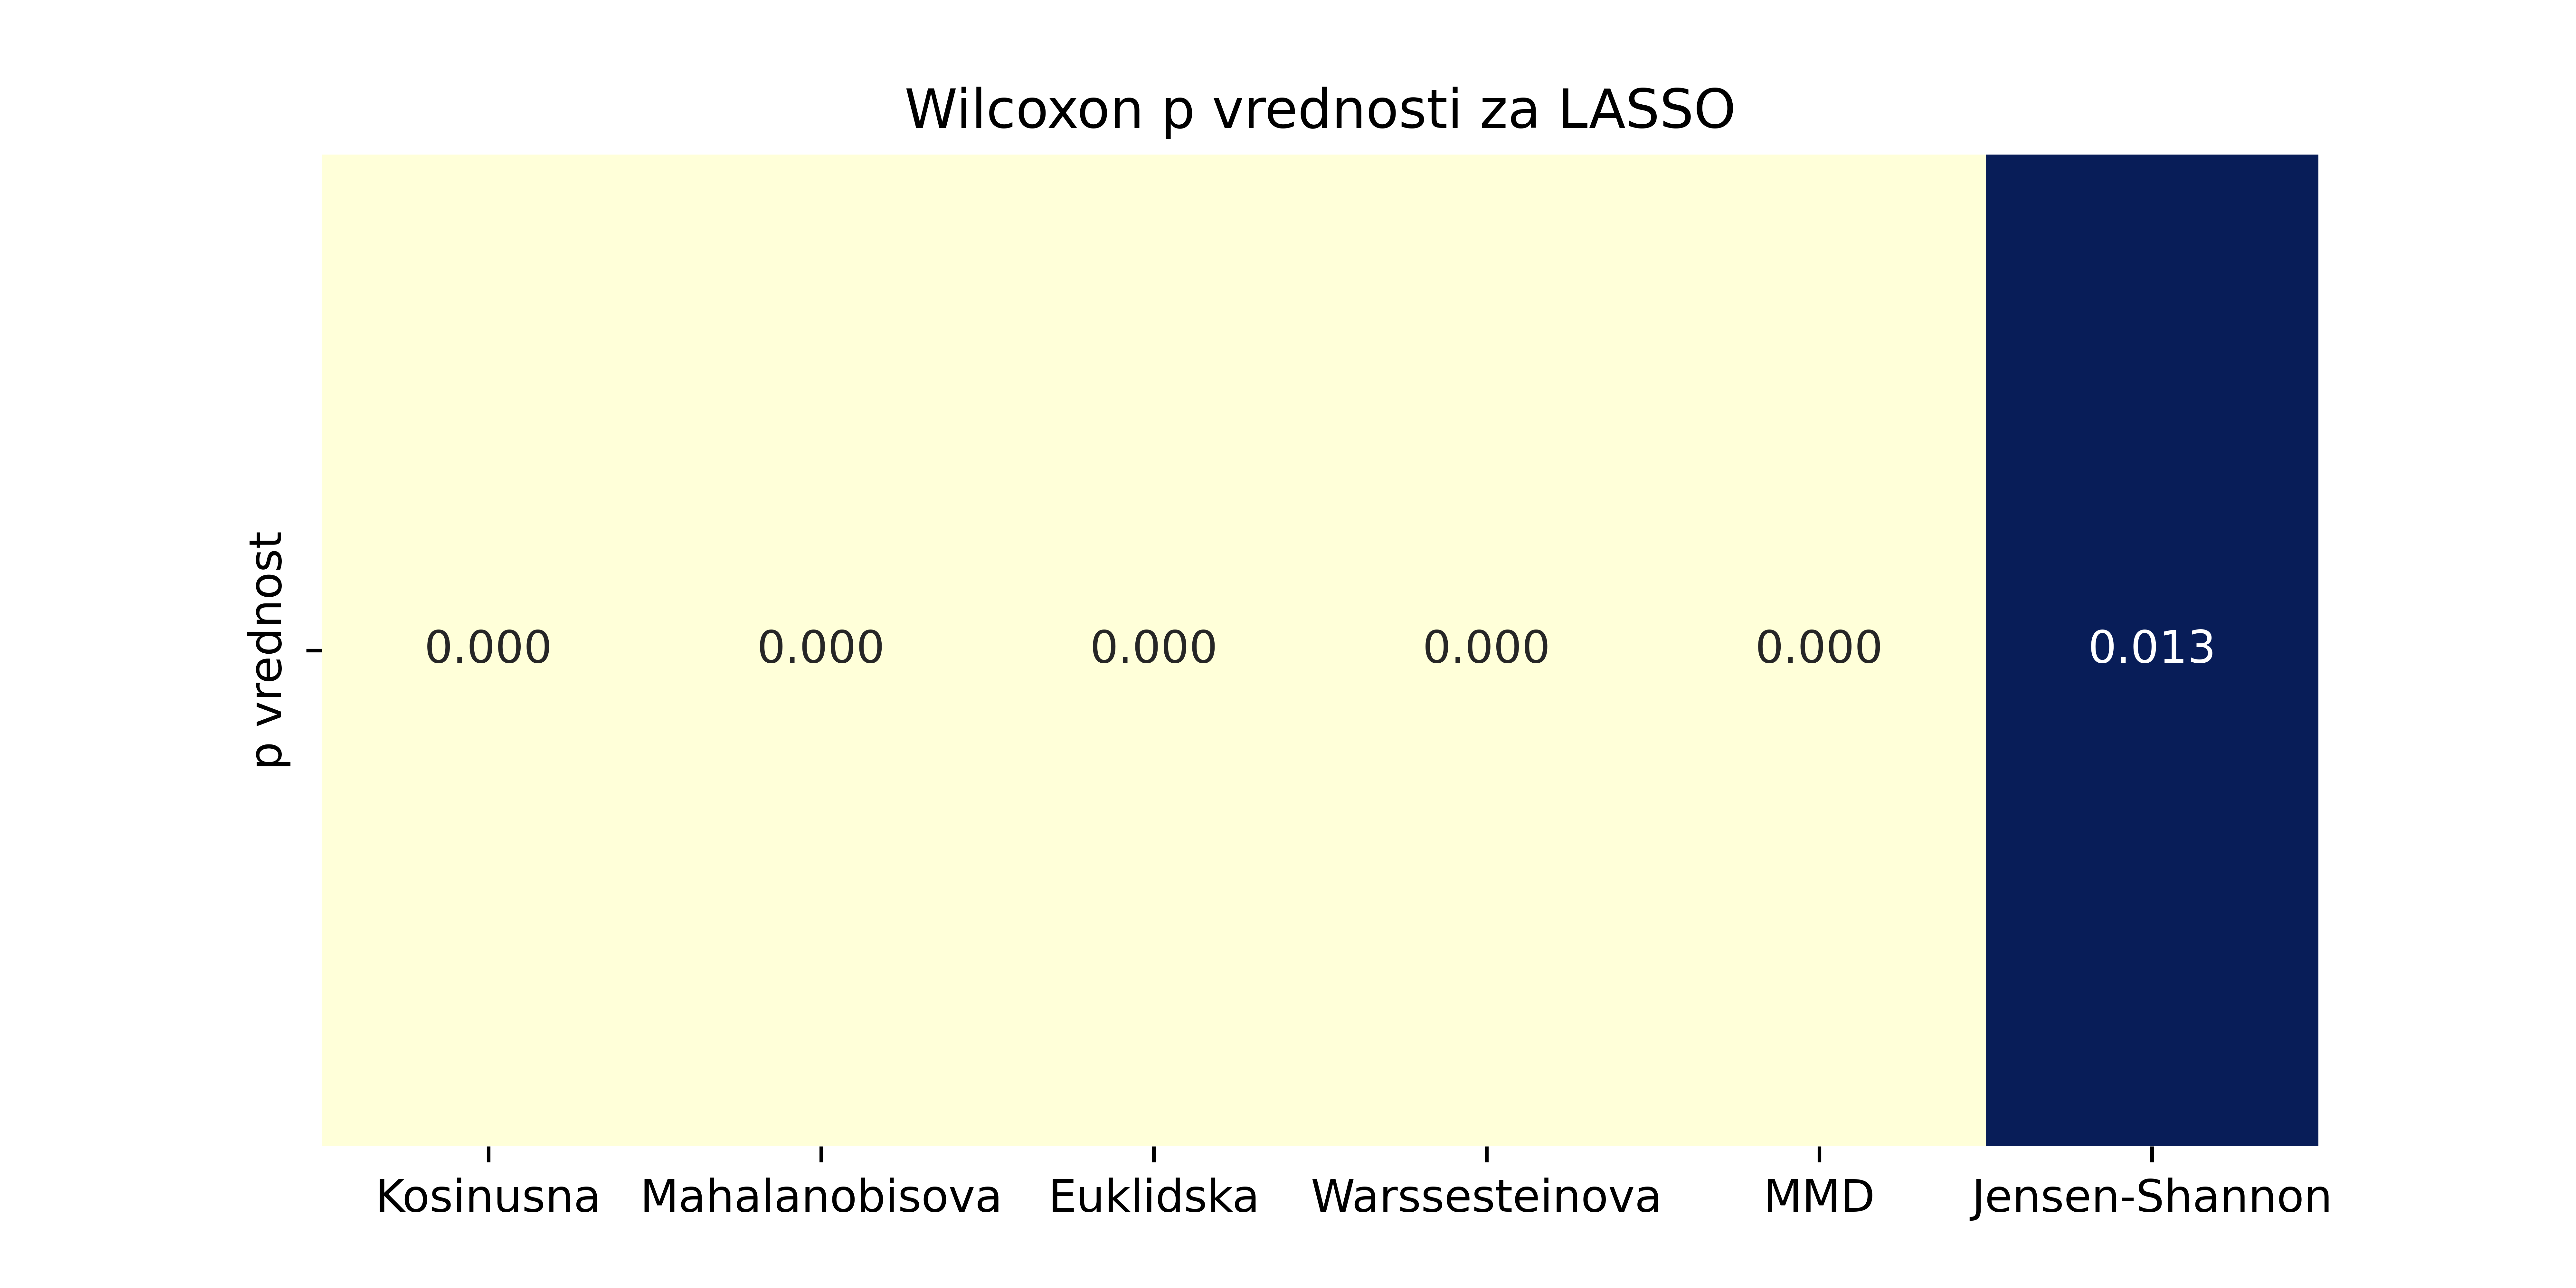 Wilcoxon p vrednosti za LASSO
p vrednost
0.000 0.000 0.000 0.000 0.000 0.013
Kosinusna Mahalanobisova Euklidska Warssesteinova MMD Jensen-Shannon